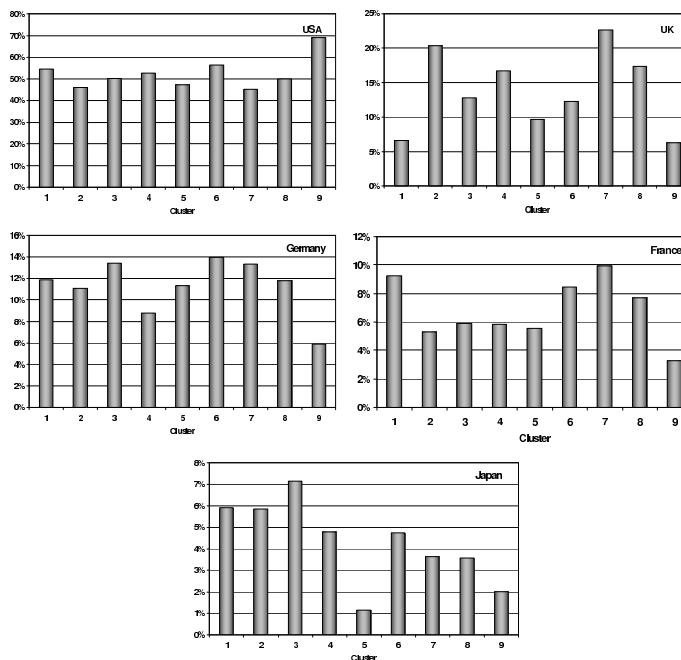 USA
80%
70%
60%
50%
40%
30%
20%
10%
0%
1 2 3 4 5 6 7 8 9
Cluster
UK
25%
20%
15%
10%
5%
0%
1 2 3 4 5 6 7 8 9
Cluster
Germany
16%
14%
12%
10%
8%
6%
4%
2%
0%
1 2 3 4 5 6 7 8 9
Cluster
France
12%
10%
8%
6%
4%
2%
0%
1 2 3 4 5 6 7 8 9
Cluster
Japan
8%
7%
6%
5%
4%
3%
2%
1%
0%
1 2 3 4 5 6 7 8 9
Cluster